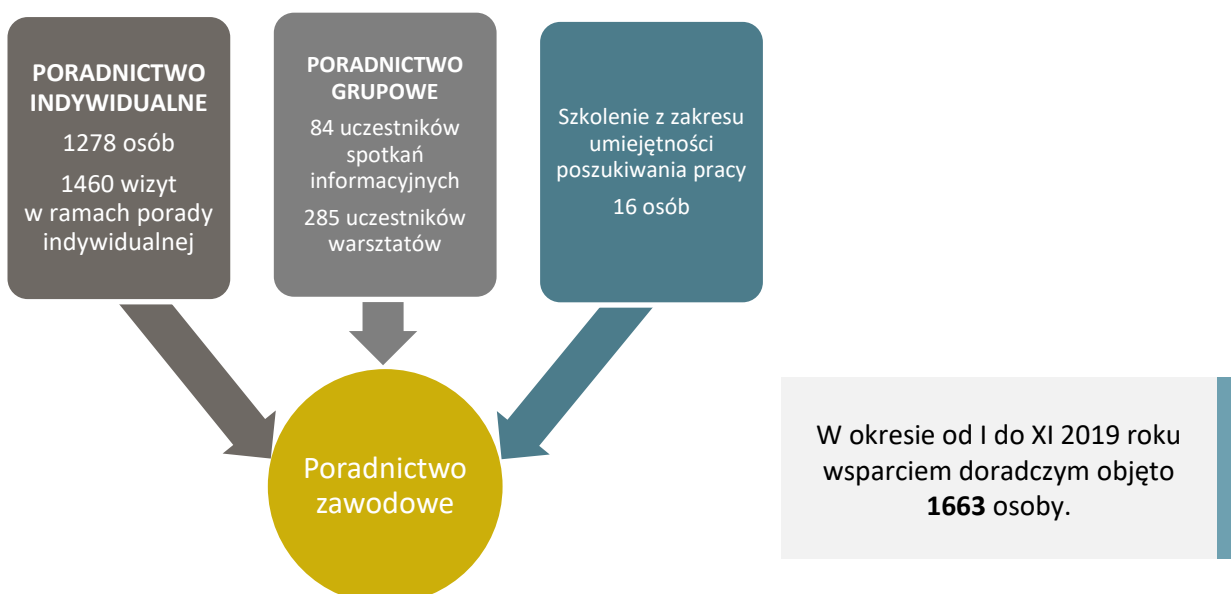 PORADNICTWO
INDYWIDUALNE
1278 osób
1460 wizyt
w ramach porady
indywidualnej
PORADNICTWO
GRUPOWE
84 uczestników
spotkań
informacyjnych
285 uczestników
warsztatów
Szkolenie z zakresu
umiejętności
poszukiwania pracy
16 osób
Poradnictwo
zawodowe
W okresie od I do XI 2019 roku
wsparciem doradczym objęto
1663 osoby.